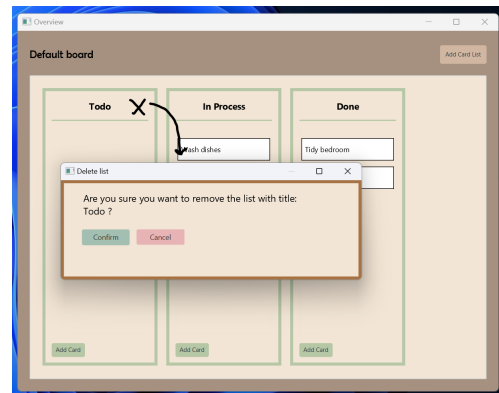 Overview
Default board
Add Card List
Todo X In Process Done
ash dishes Tidy bedroom
Delete list
Are you sure you want to remove the list with title:
Todo ?
Confirm Cancel
Add Card Add Card Add Card